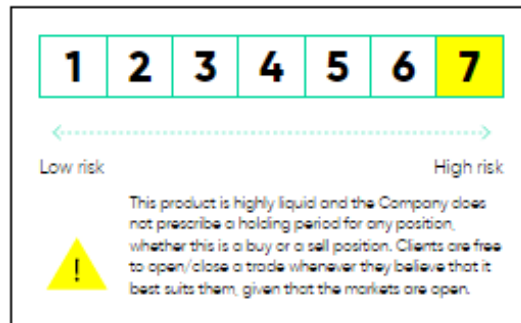 1 2 3 4 5 6 7
Low risk High risk
This product is highly liquid and the Company does
not prescribe a holding period for any position,
whether this is a buy or a sell position. Clients are free
to open/close a trade whenever they believe that it
! best suits them, given that the markets are open.